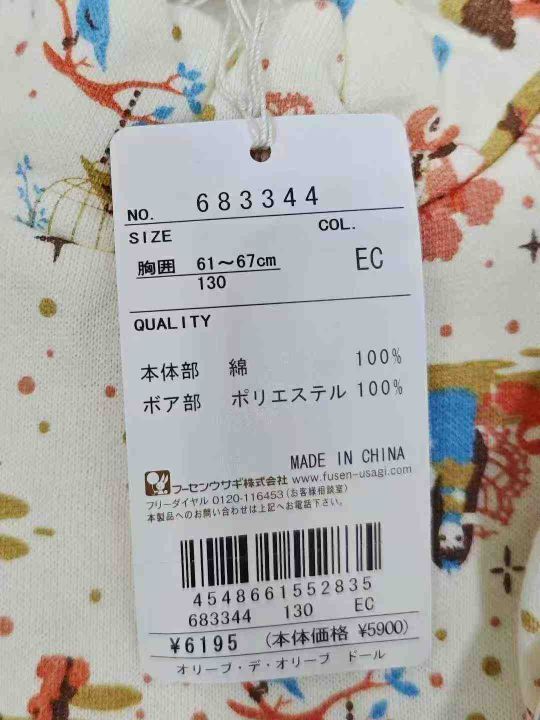 NO. 683344
SIZE COL.
胸囲 61～67cm EC
130
QUALITY
本体部 綿 100%
ボア部 ポリエステル 100%
MADE IN CHINA
フーセンウサギ株式会社 www.fusen-usagi.com
フリーダイヤル 0120-116453(お客様相談室)
本製品へのお問い合わせは上記へお電話下さい。
4548661552835
683344 130 EC
¥6195 (本体価格 ¥5900)
オリーブ・デ・オリーブ ドール